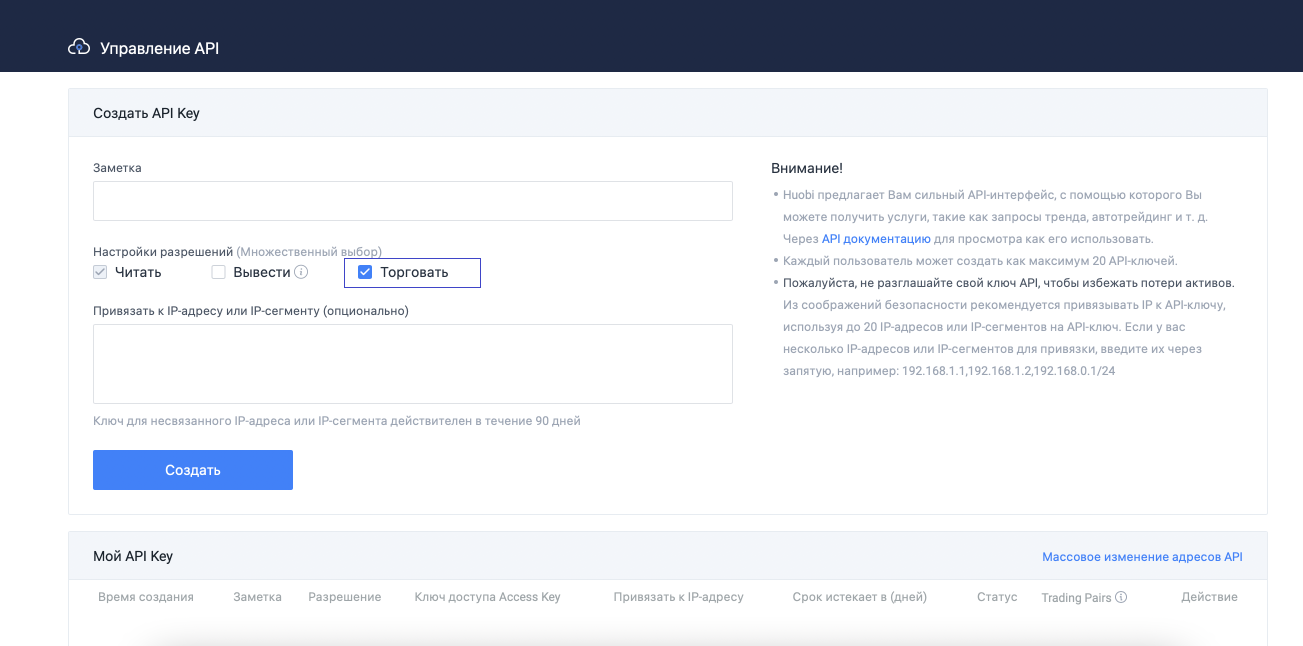 Управление API
Создать API Key
Заметка
Настройки разрешений (Множественный выбор)
Читать Вывести Торговать
Привязать к IP-адресу или IP-сегменту (опционально)
Ключ для несвязанного IP-адреса или IP-сегмента действителен в течение 90 дней
Создать
Внимание!
Huobi предлагает Вам сильный API-интерфейс, с помощью которого Вы
можете получить услуги, такие как запросы тренда, автотрейдинг и т. д.
Через API документацию для просмотра как его использовать.
Каждый пользователь может создать как максимум 20 API-ключей.
Пожалуйста, не разглашайте свой ключ API, чтобы избежать потери активов.
Из соображений безопасности рекомендуется привязывать IP к API-ключу,
используя до 20 IP-адресов или IP-сегментов на API-ключ. Если у вас
несколько IP-адресов или IP-сегментов для привязки, введите их через
запятую, например: 192.168.1.1,192.168.1.2,192.168.0.1/24
Мой API Key
Массовое изменение адресов API
Время создания Заметка Разрешение Ключ доступа Access Key Привязать к IP-адресу Срок истекает в (дней) Статус Trading Pairs Действие